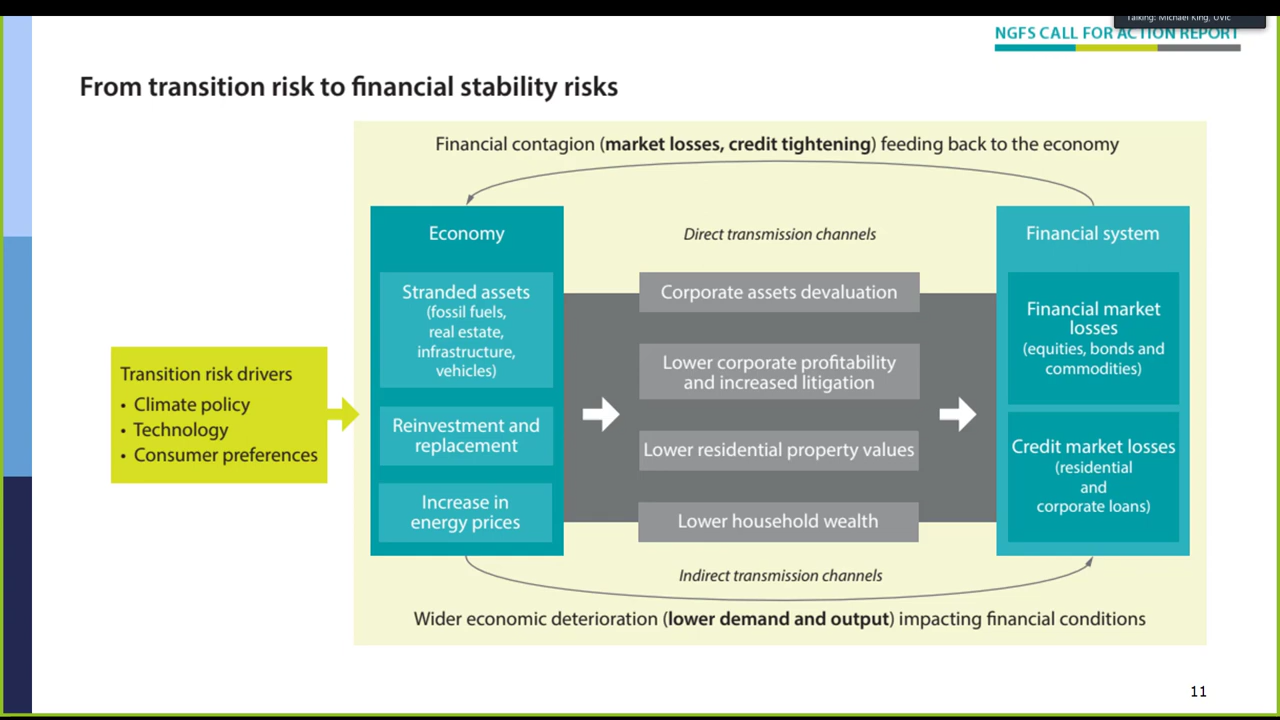 Talking: Michael King, UVic
NGFS CALL FOR ACTION REPORT
From transition risk to financial stability risks
Financial contagion (market losses, credit tightening) feeding back to the economy
Economy
Direct transmission channels
Financial system
Stranded assets
(fossil fuels,
real estate,
infrastructure,
vehicles)
Corporate assets devaluation
Financial market
losses
(equities, bonds and
commodities)
Lower corporate profitability
and increased litigation
Transition risk drivers
• Climate policy
• Technology
• Consumer preferences
Reinvestment and
replacement
Lower residential property values
Credit market losses
(residential
and
corporate loans)
Increase in
energy prices
Lower household wealth
Indirect transmission channels
Wider economic deterioration (lower demand and output) impacting financial conditions
11